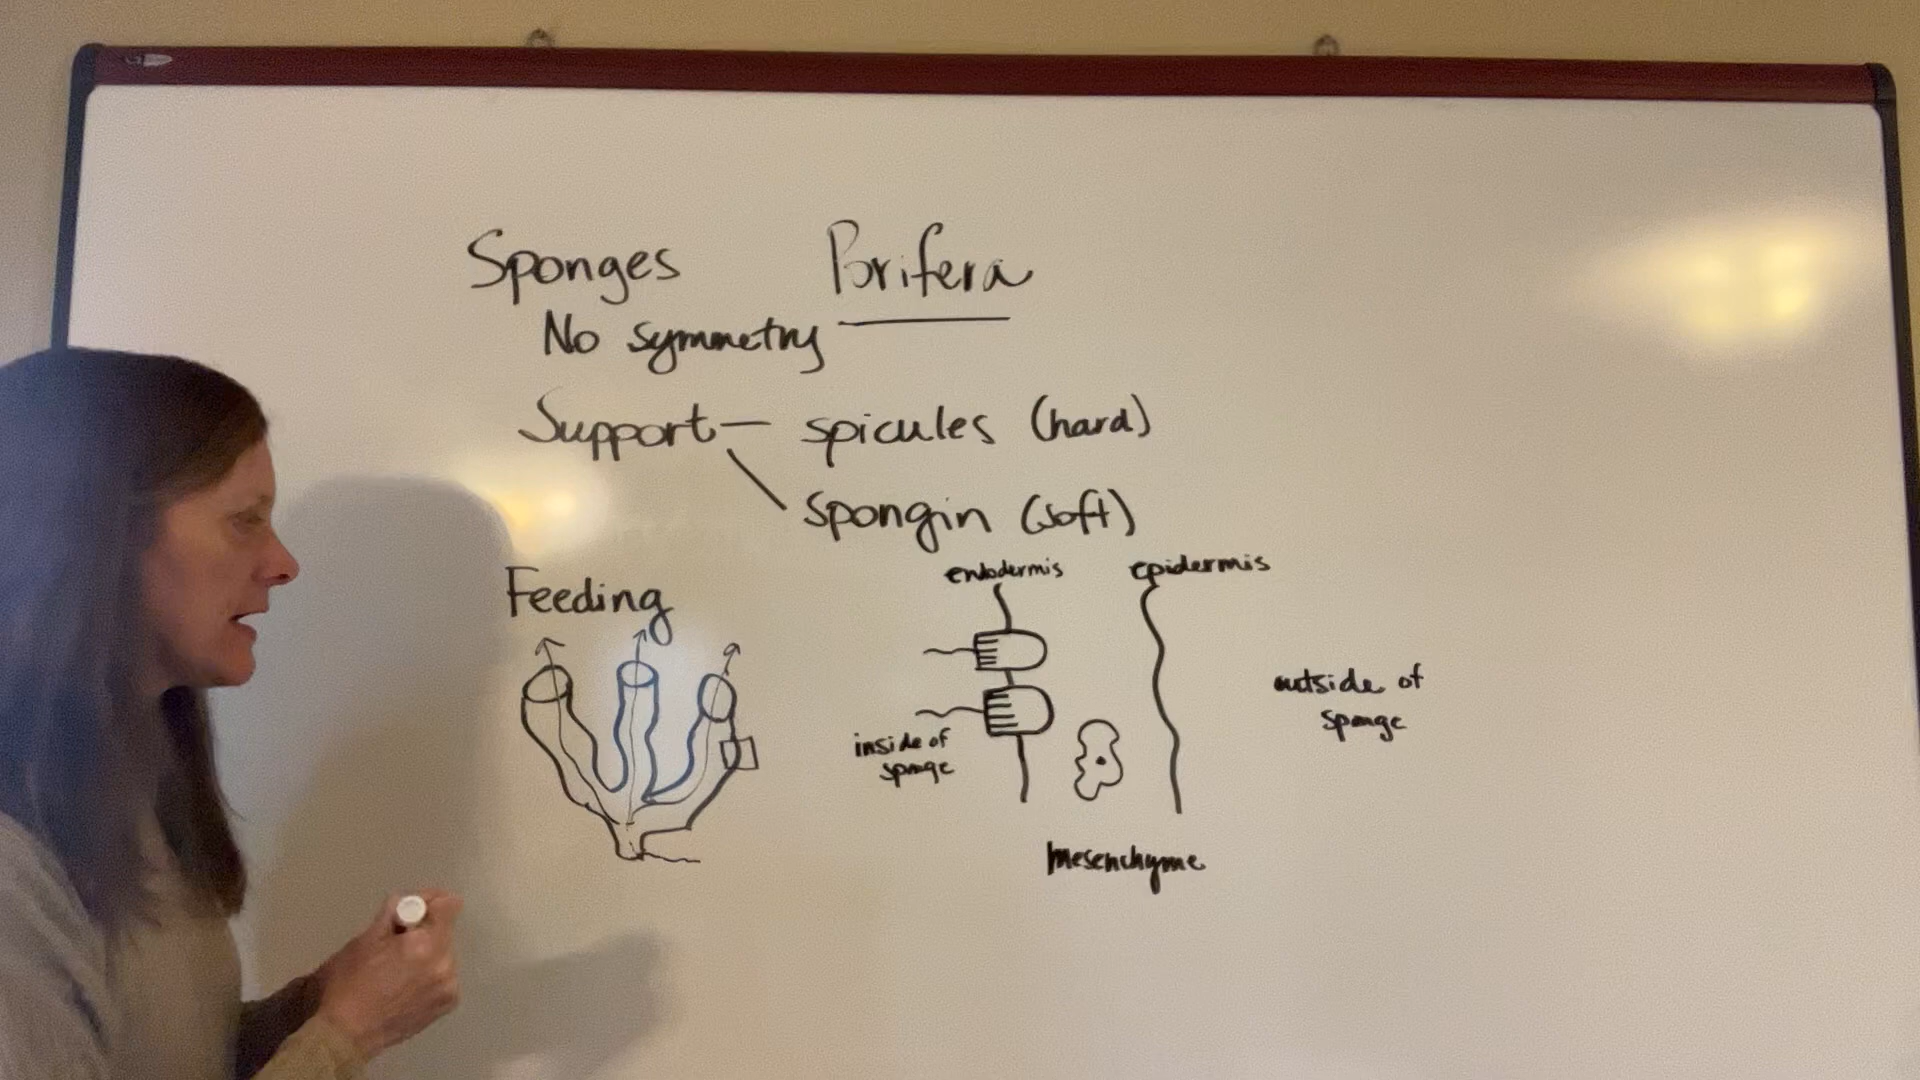 Sponges Porifera
No symmetry
Support — spicules (hard)
spongin (soft)
Feeding
endodermis epidermis
outside of
sponge
inside of
sponge
mesenchyme